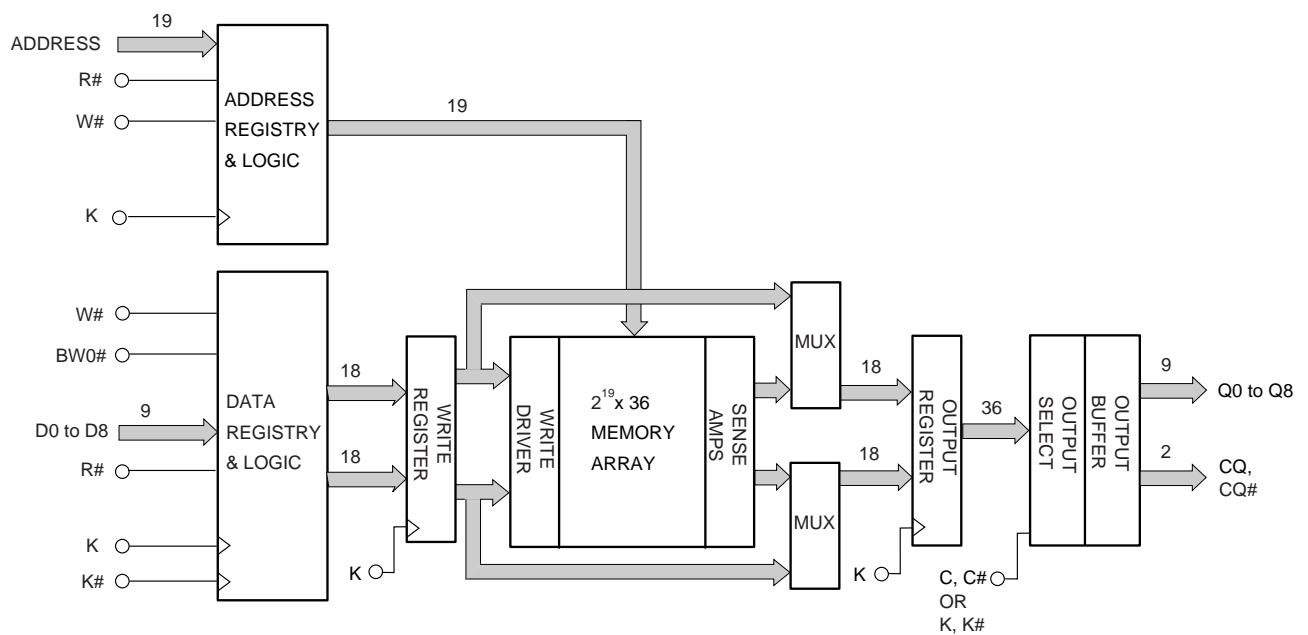 19
ADDRESS
R#
W#
K
ADDRESS
REGISTRY
& LOGIC
19
W#
BW0#
9
D0 to D8
R#
K
K#
DATA
REGISTRY
& LOGIC
18
18
WRITE
REGISTER
K
WRITE
DRIVER
2^19 x 36
MEMORY
ARRAY
SENSE
AMPS
MUX
MUX
18
18
OUTPUT
REGISTER
K
36
OUTPUT
SELECT
OUTPUT
BUFFER
C, C#
OR
K, K#
9
Q0 to Q8
2
CQ,
CQ#